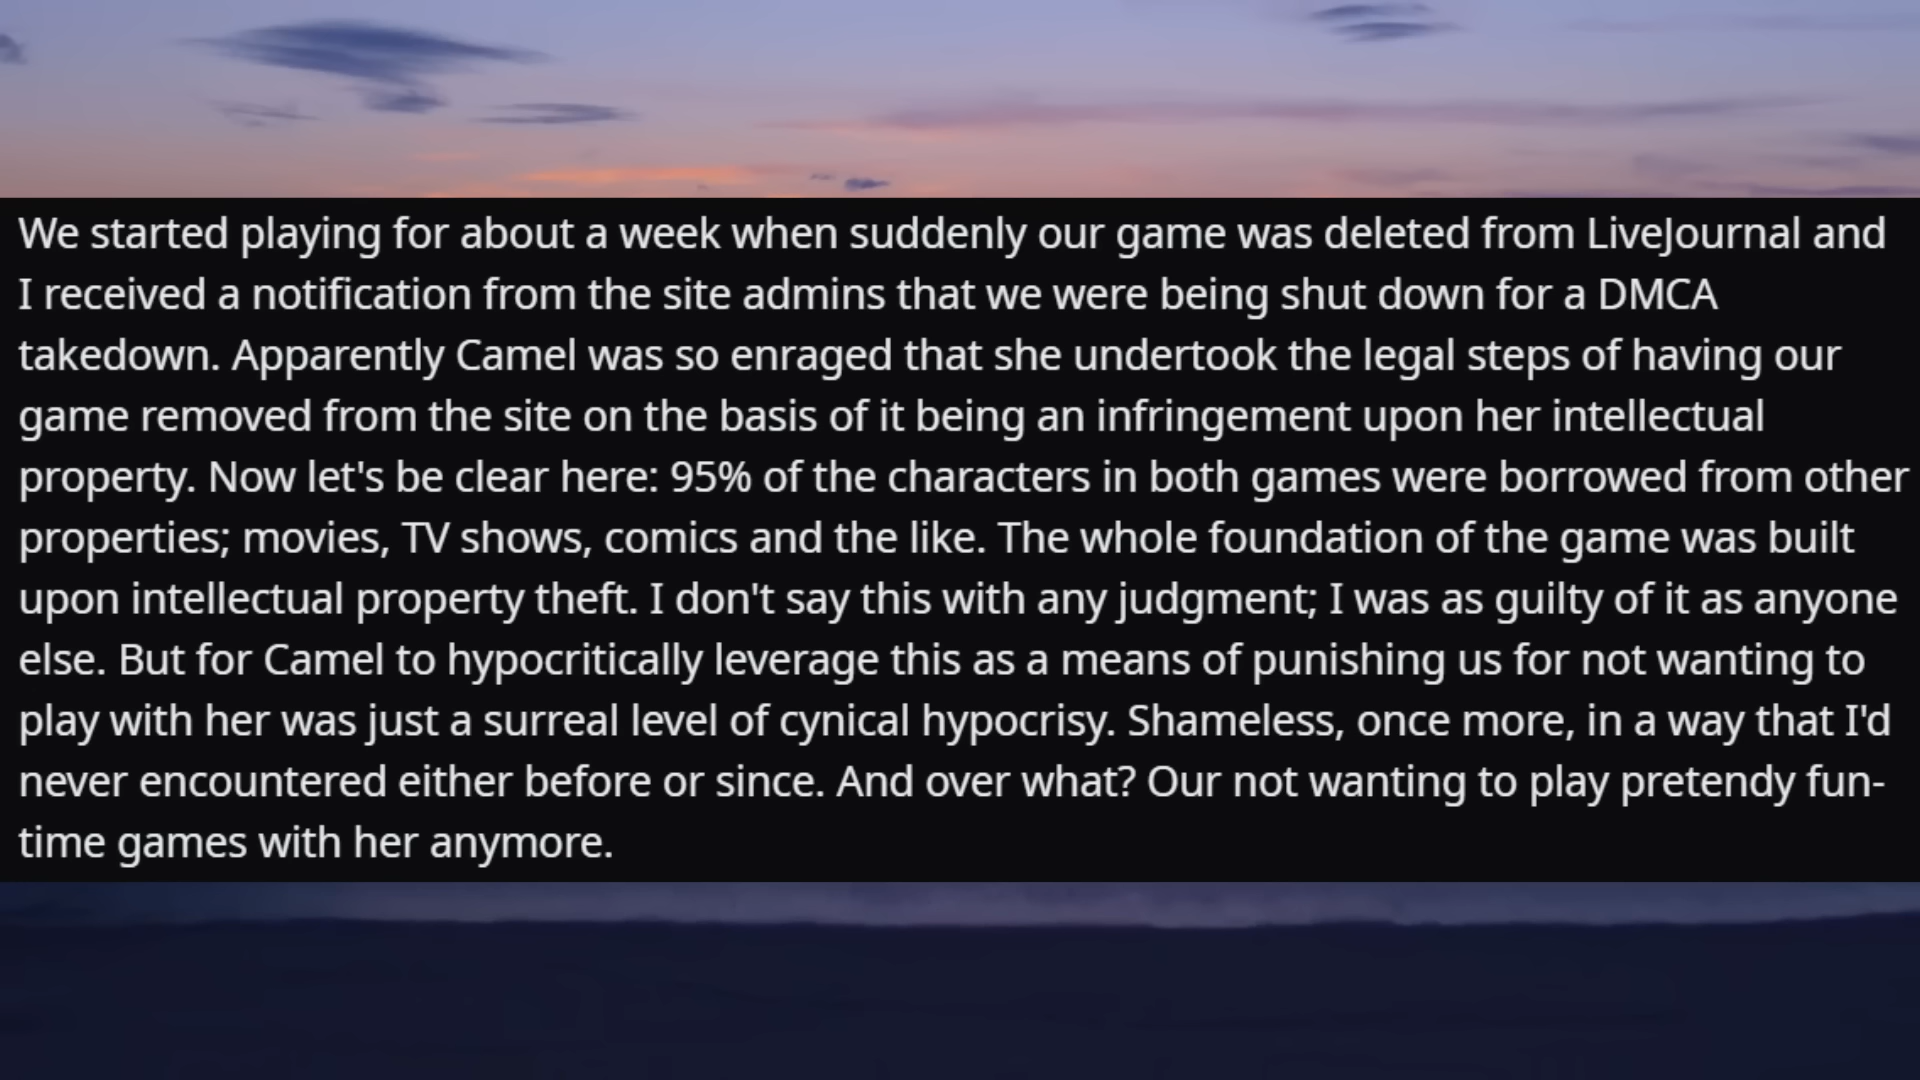 We started playing for about a week when suddenly our game was deleted from LiveJournal and
I received a notification from the site admins that we were being shut down for a DMCA
takedown. Apparently Camel was so enraged that she undertook the legal steps of having our
game removed from the site on the basis of it being an infringement upon her intellectual
property. Now let's be clear here: 95% of the characters in both games were borrowed from other
properties; movies, TV shows, comics and the like. The whole foundation of the game was built
upon intellectual property theft. I don't say this with any judgment; I was as guilty of it as anyone
else. But for Camel to hypocritically leverage this as a means of punishing us for not wanting to
play with her was just a surreal level of cynical hypocrisy. Shameless, once more, in a way that I'd
never encountered either before or since. And over what? Our not wanting to play pretendy fun-
time games with her anymore.